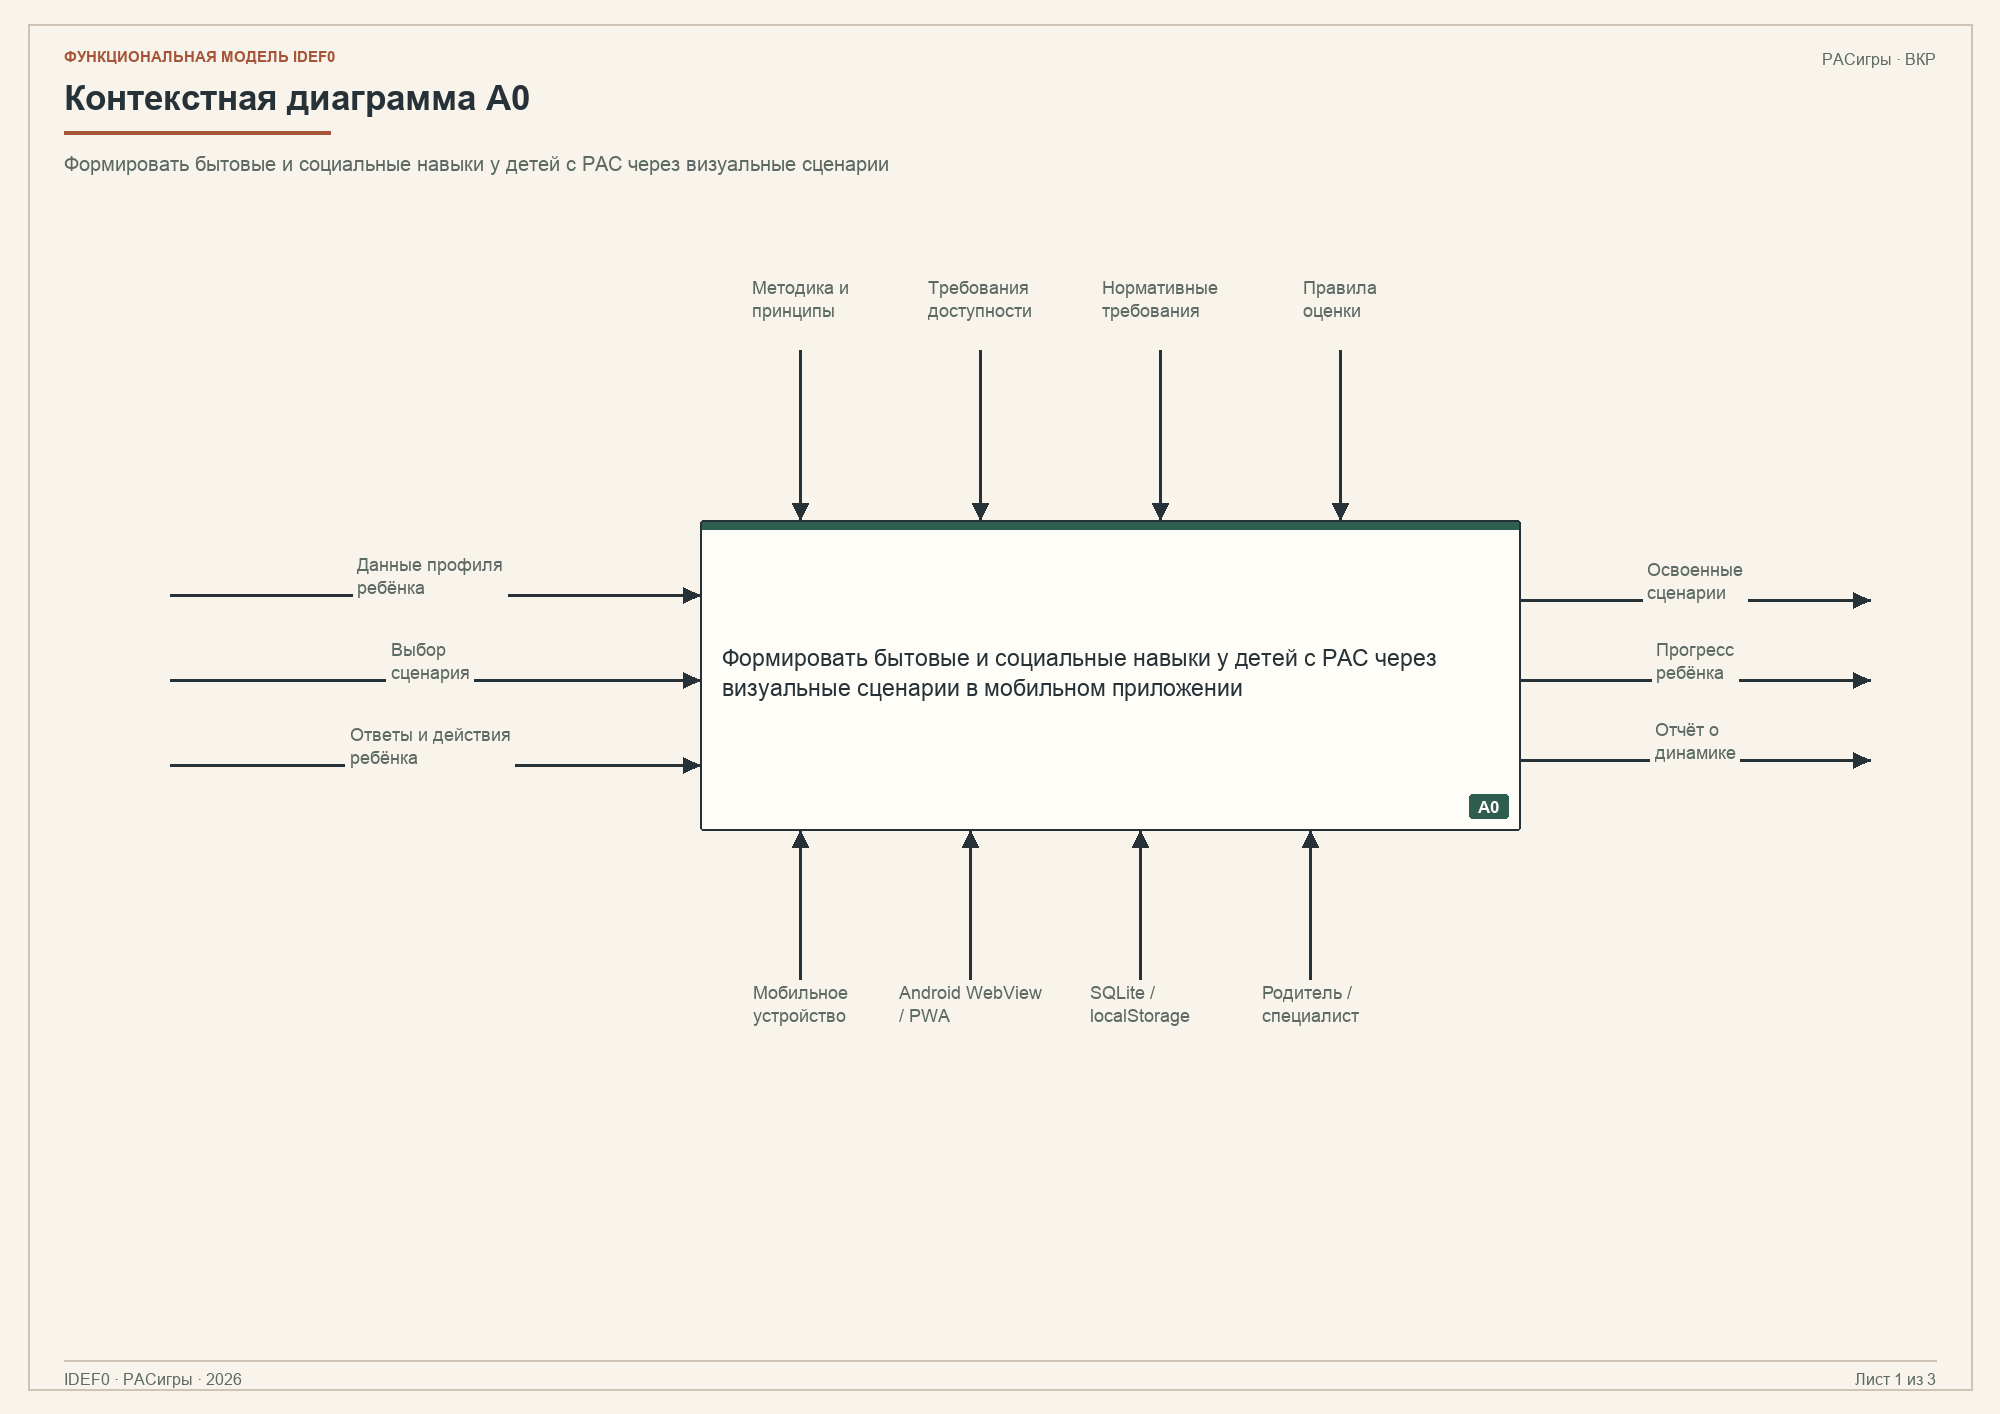 ФУНКЦИОНАЛЬНАЯ МОДЕЛЬ IDEF0
РАСигры · ВКР
Контекстная диаграмма A0
Формировать бытовые и социальные навыки у детей с РАС через визуальные сценарии
Методика и
принципы
Требования
доступности
Нормативные
требования
Правила
оценки
Данные профиля
ребёнка
Выбор
сценария
Ответы и действия
ребёнка
Формировать бытовые и социальные навыки у детей с РАС через
визуальные сценарии в мобильном приложении
A0
Освоенные
сценарии
Прогресс
ребёнка
Отчёт о
динамике
Мобильное
устройство
Android WebView
/ PWA
SQLite /
localStorage
Родитель /
специалист
IDEF0 · РАСигры · 2026
Лист 1 из 3